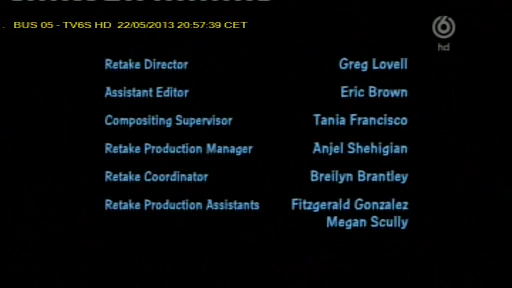 . BUS 05 - TV6S HD 22/05/2013 20:57:39 CET
6
hd
Retake Director Greg Lovell
Assistant Editor Eric Brown
Compositing Supervisor Tania Francisco
Retake Production Manager Anjel Shehigian
Retake Coordinator Breilyn Brantley
Retake Production Assistants Fitzgerald Gonzalez
Megan Scully